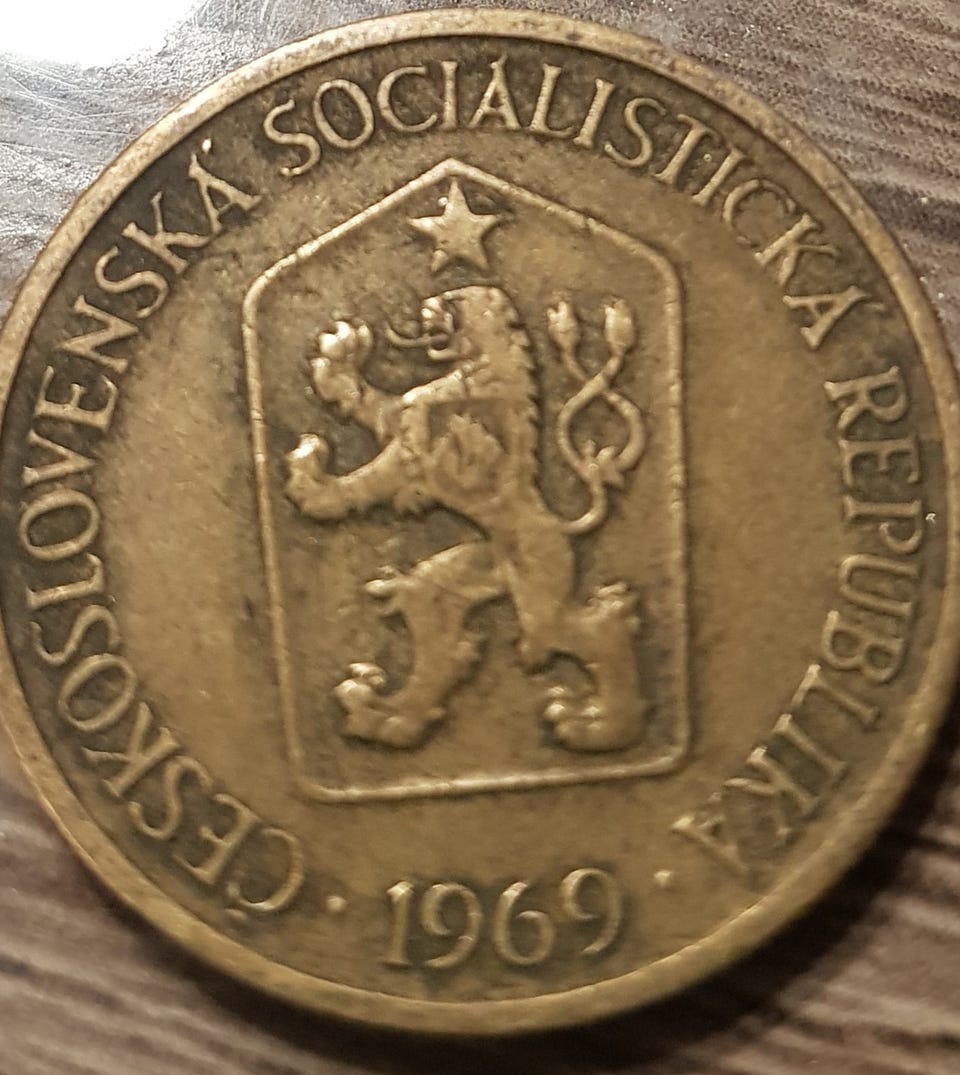 ČESKOSLOVENSKÁ SOCIALISTICKÁ REPUBLIKA
· 1969 ·